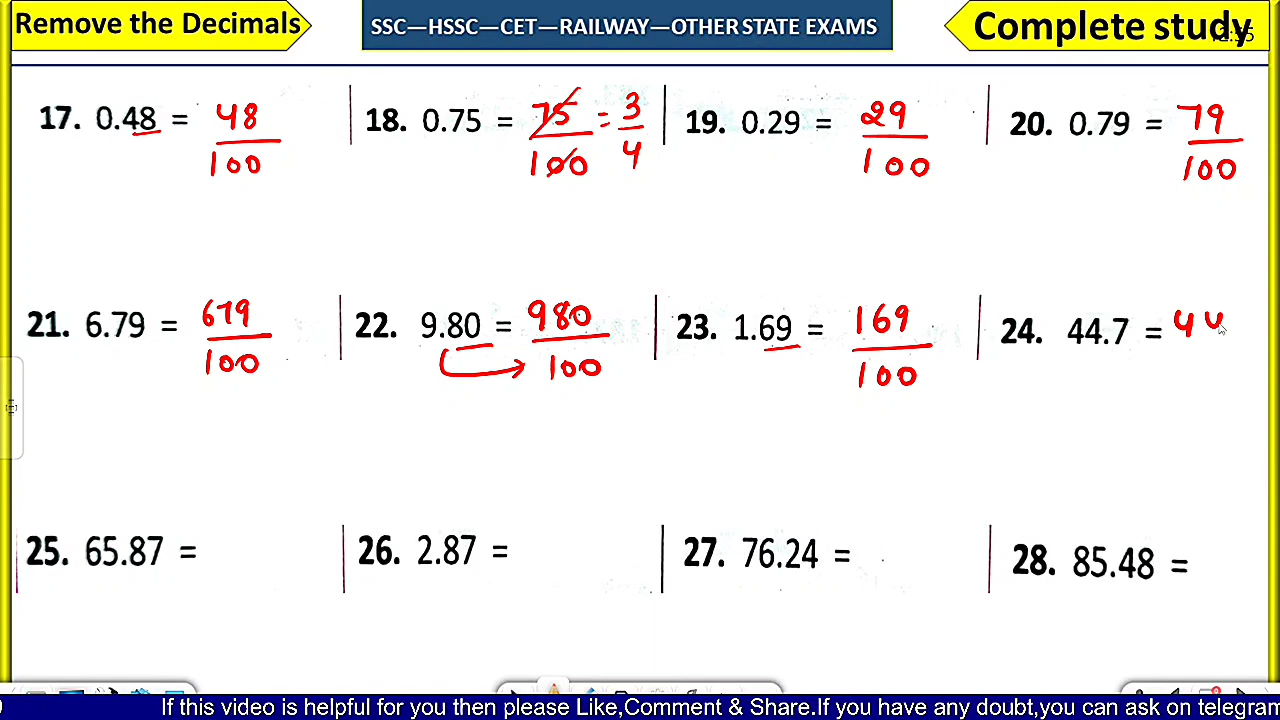 Remove the Decimals
SSC—HSSC—CET—RAILWAY—OTHER STATE EXAMS
Complete study
17. 0.48 = 48/100
18. 0.75 = 75/100 = 3/4
19. 0.29 = 29/100
20. 0.79 = 79/100
21. 6.79 = 679/100
22. 9.80 = 980/100
23. 1.69 = 169/100
24. 44.7 = 44
25. 65.87 =
26. 2.87 =
27. 76.24 =
28. 85.48 =
If this video is helpful for you then please Like,Comment & Share.If you have any doubt,you can ask on telegran